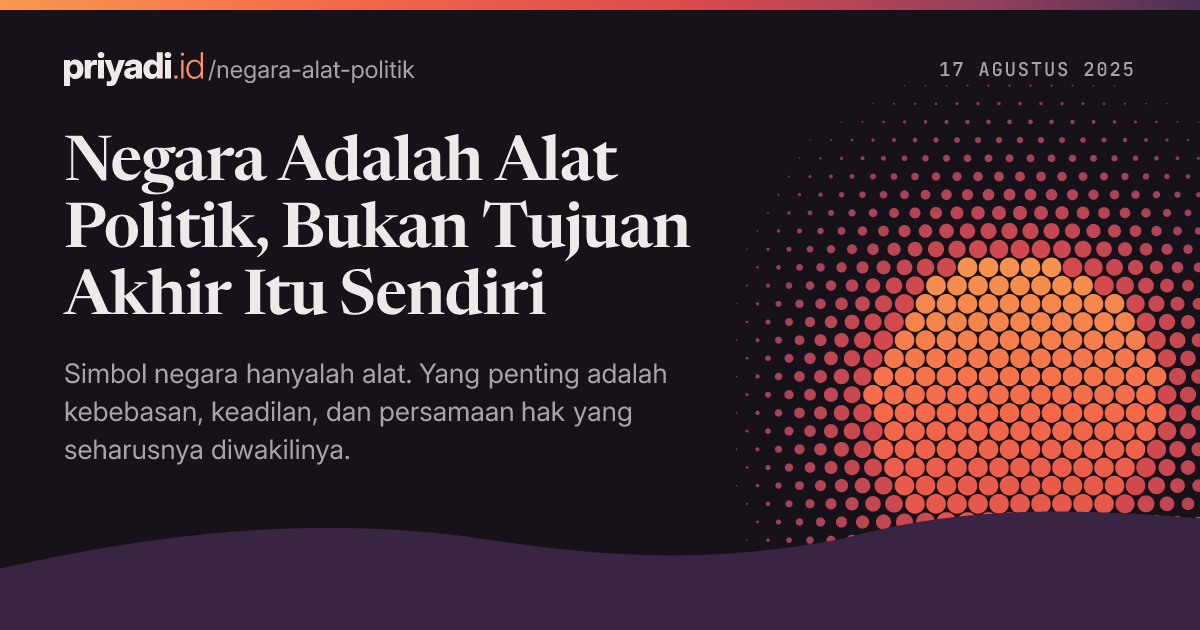 priyadi.id/negara-alat-politik
17 AGUSTUS 2025
Negara Adalah Alat
Politik, Bukan Tujuan
Akhir Itu Sendiri
Simbol negara hanyalah alat. Yang penting adalah
kebebasan, keadilan, dan persamaan hak yang
seharusnya diwakilinya.